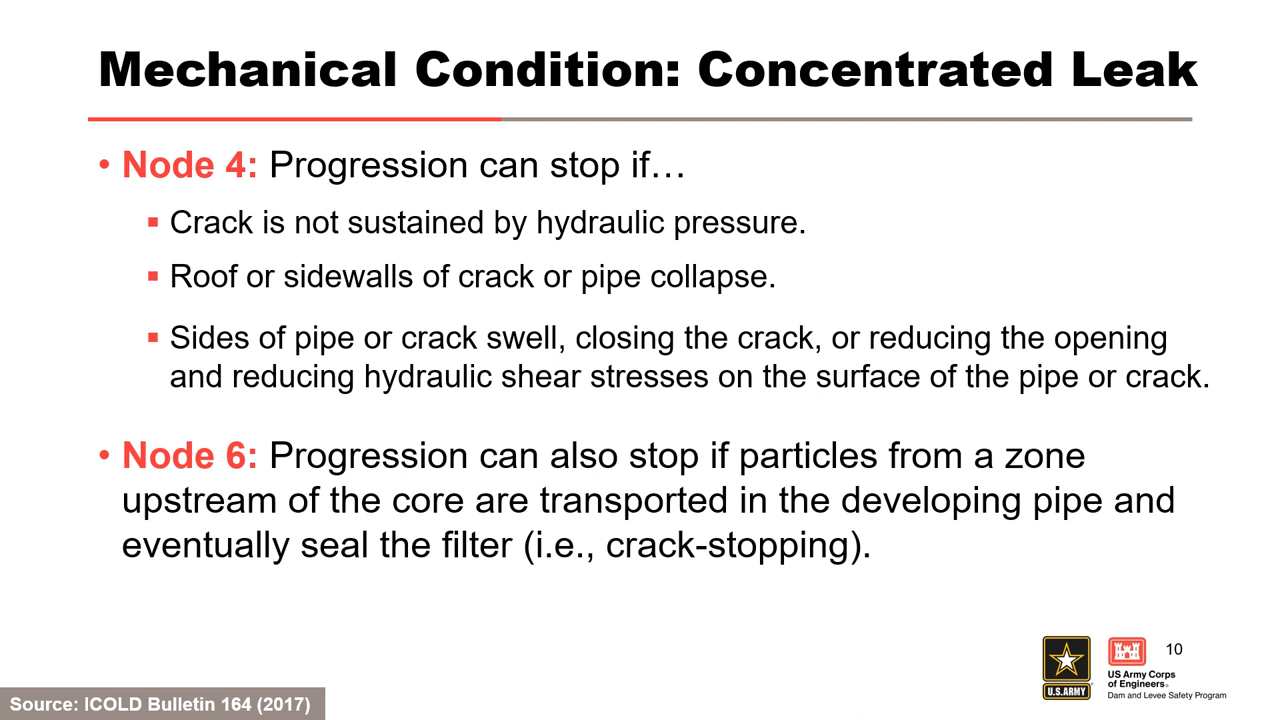 Mechanical Condition: Concentrated Leak
• Node 4: Progression can stop if…
▪ Crack is not sustained by hydraulic pressure.
▪ Roof or sidewalls of crack or pipe collapse.
▪ Sides of pipe or crack swell, closing the crack, or reducing the opening
and reducing hydraulic shear stresses on the surface of the pipe or crack.
• Node 6: Progression can also stop if particles from a zone
upstream of the core are transported in the developing pipe and
eventually seal the filter (i.e., crack-stopping).
10
U.S.ARMY
US Army Corps
of Engineers®
Dam and Levee Safety Program
Source: ICOLD Bulletin 164 (2017)